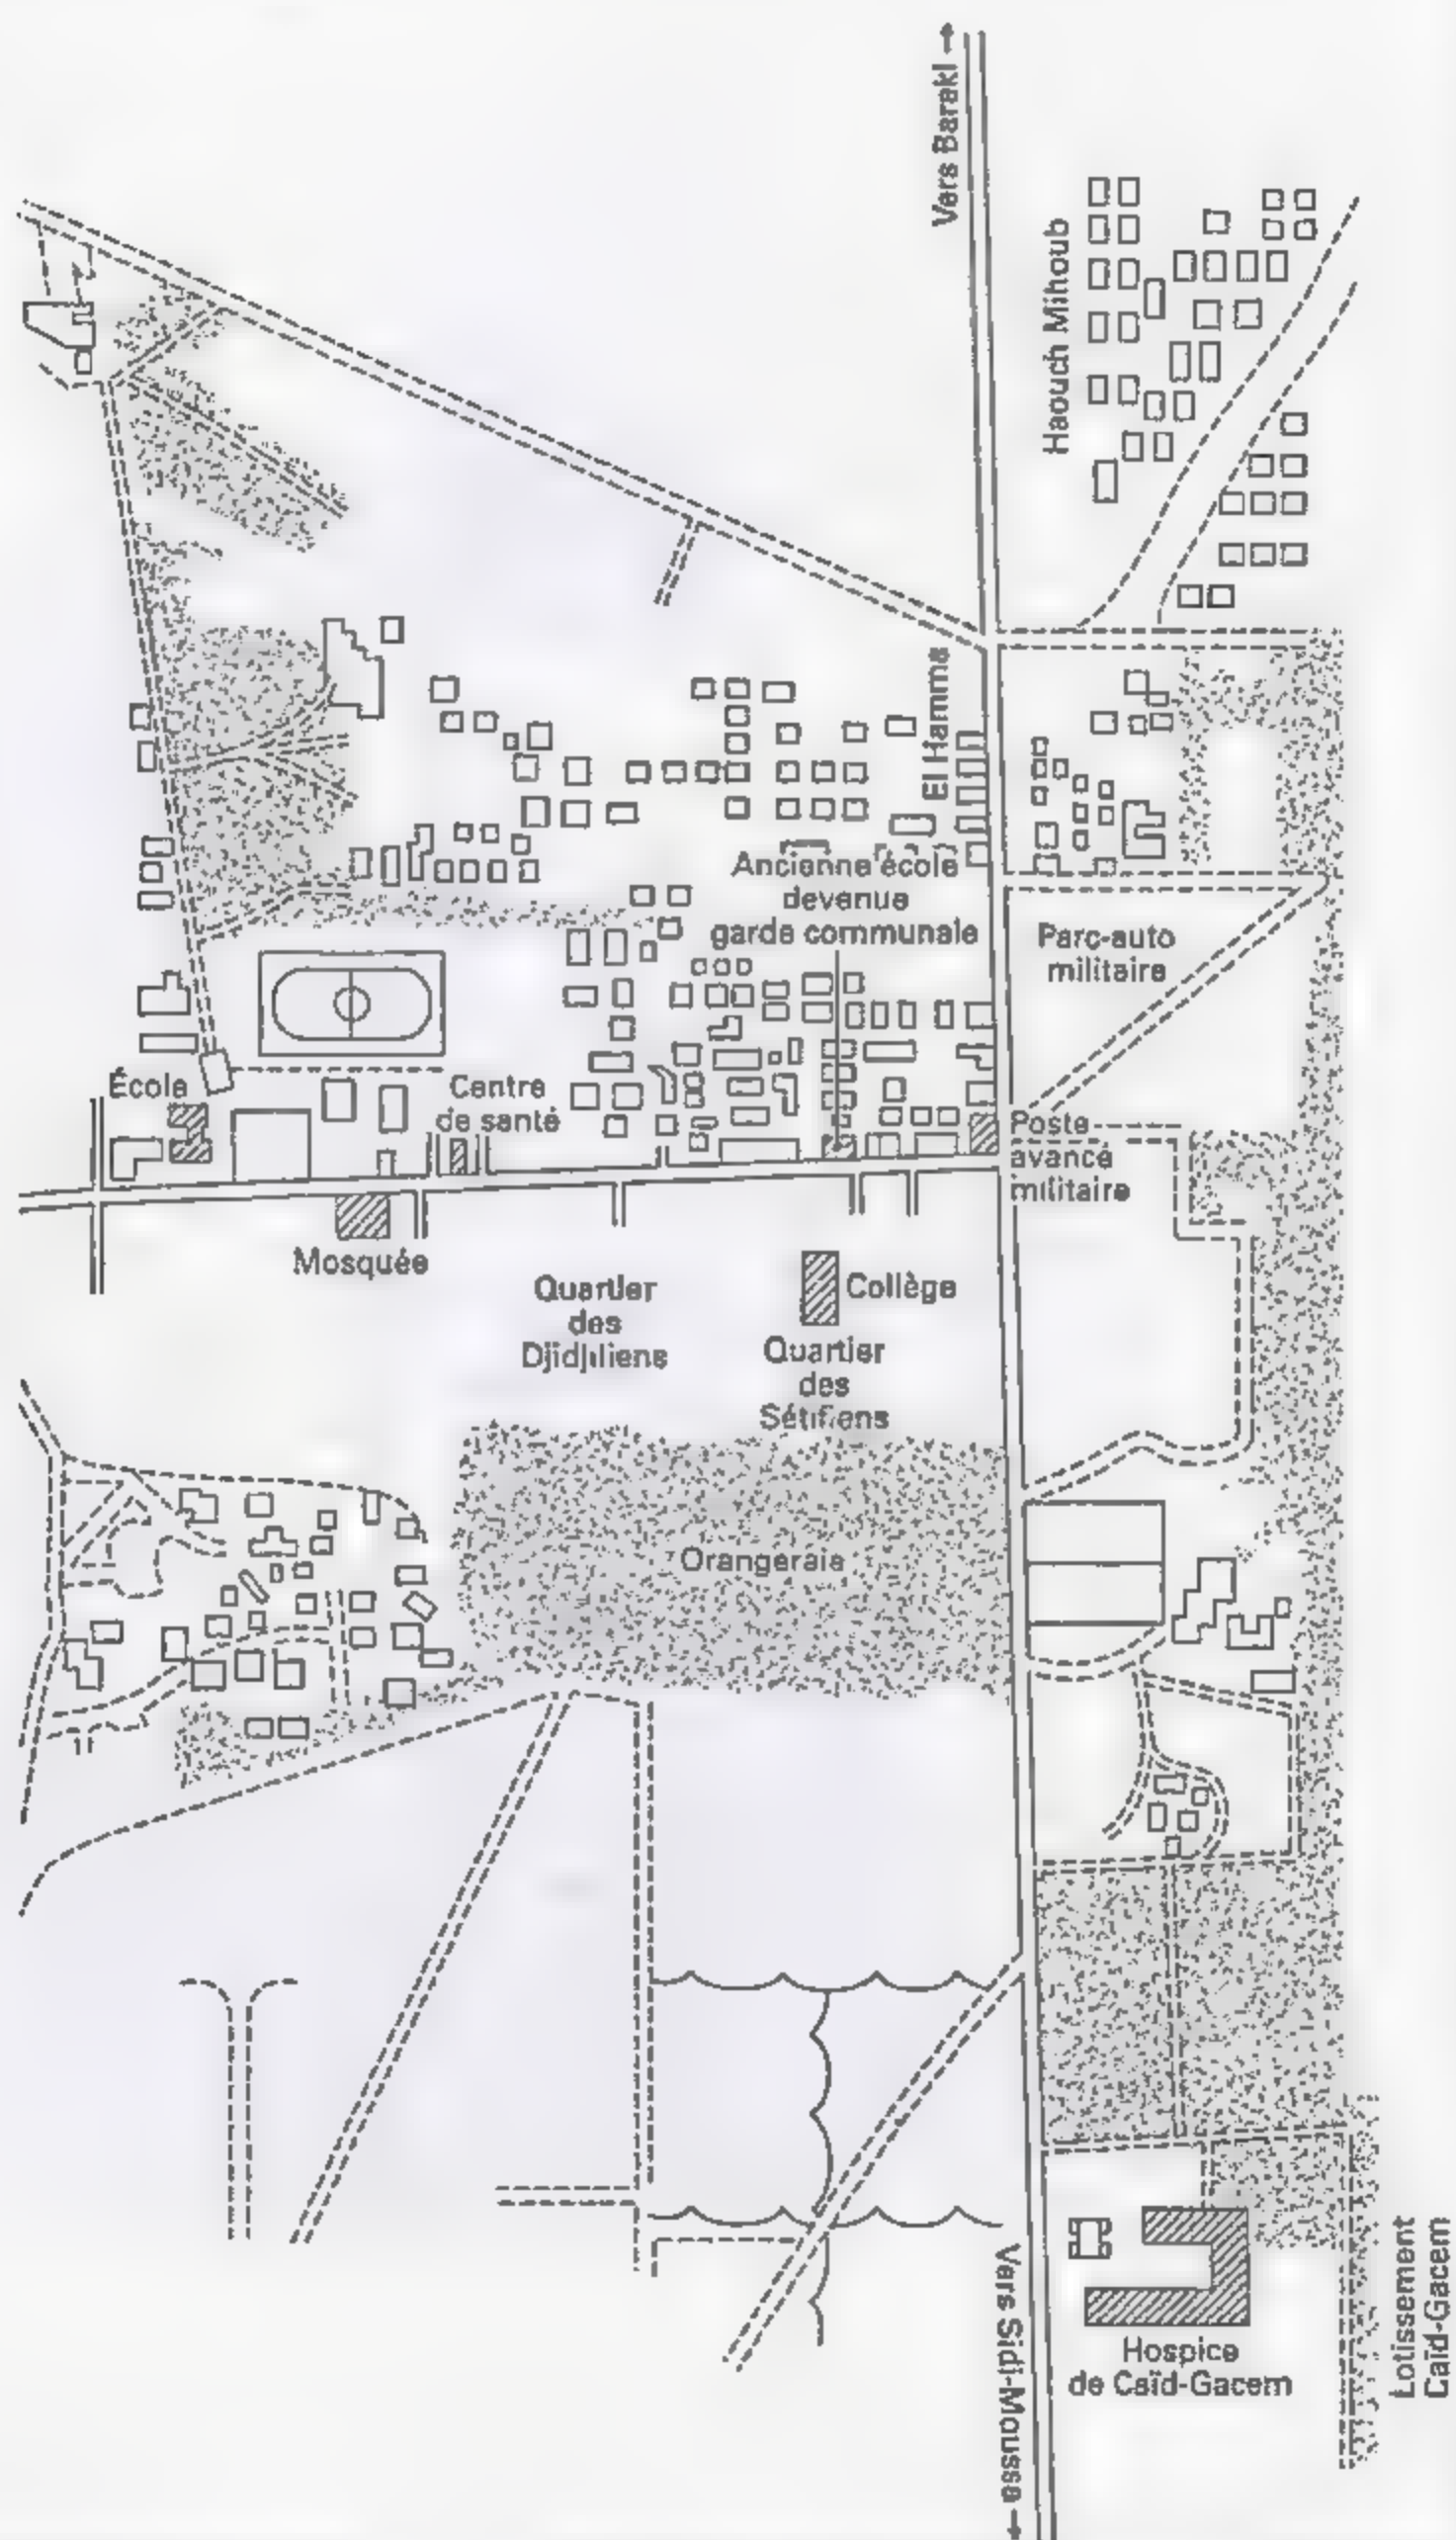 Vers Baraki
Haouch Mihoub
El Hamme
Ancienne école
devenue
garde communale
Parc-auto
militaire
École
Centre
de santé
Poste
avancé
militaire
Mosquée
Quartier
des
Djidjiliens
Collège
Quartier
des
Sétifiens
Orangeraie
Vers Sidi-Moussa
Hospice
de Caïd-Gacem
Lotissement
Caïd-Gacem